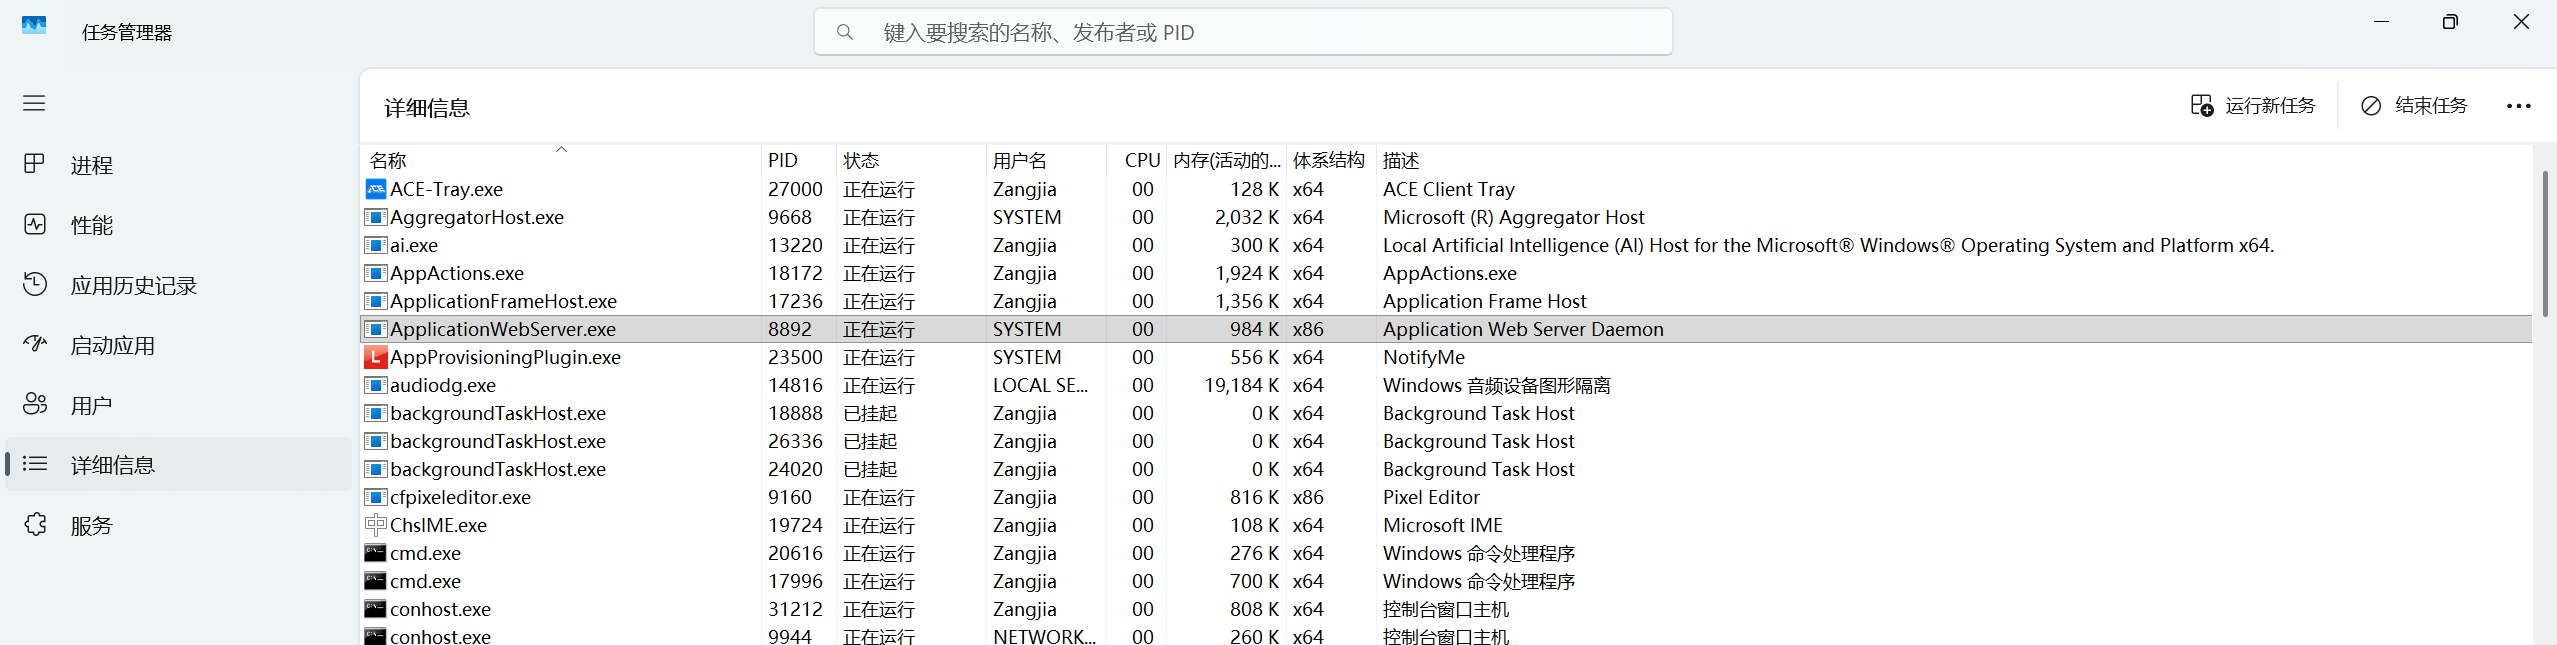 任务管理器
键入要搜索的名称、发布者或 PID
进程
性能
应用历史记录
启动应用
用户
详细信息
服务
详细信息
运行新任务
结束任务
名称 PID 状态 用户名 CPU 内存(活动的... 体系结构 描述
ACE-Tray.exe 27000 正在运行 Zangjia 00 128 K x64 ACE Client Tray
AggregatorHost.exe 9668 正在运行 SYSTEM 00 2,032 K x64 Microsoft (R) Aggregator Host
ai.exe 13220 正在运行 Zangjia 00 300 K x64 Local Artificial Intelligence (AI) Host for the Microsoft® Windows® Operating System and Platform x64.
AppActions.exe 18172 正在运行 Zangjia 00 1,924 K x64 AppActions.exe
ApplicationFrameHost.exe 17236 正在运行 Zangjia 00 1,356 K x64 Application Frame Host
ApplicationWebServer.exe 8892 正在运行 SYSTEM 00 984 K x86 Application Web Server Daemon
AppProvisioningPlugin.exe 23500 正在运行 SYSTEM 00 556 K x64 NotifyMe
audiodg.exe 14816 正在运行 LOCAL SE... 00 19,184 K x64 Windows 音频设备图形隔离
backgroundTaskHost.exe 18888 已挂起 Zangjia 00 0 K x64 Background Task Host
backgroundTaskHost.exe 26336 已挂起 Zangjia 00 0 K x64 Background Task Host
backgroundTaskHost.exe 24020 已挂起 Zangjia 00 0 K x64 Background Task Host
cfpixeleditor.exe 9160 正在运行 Zangjia 00 816 K x86 Pixel Editor
ChsIME.exe 19724 正在运行 Zangjia 00 108 K x64 Microsoft IME
cmd.exe 20616 正在运行 Zangjia 00 276 K x64 Windows 命令处理程序
cmd.exe 17996 正在运行 Zangjia 00 700 K x64 Windows 命令处理程序
conhost.exe 31212 正在运行 Zangjia 00 808 K x64 控制台窗口主机
conhost.exe 9944 正在运行 NETWORK... 00 260 K x64 控制台窗口主机